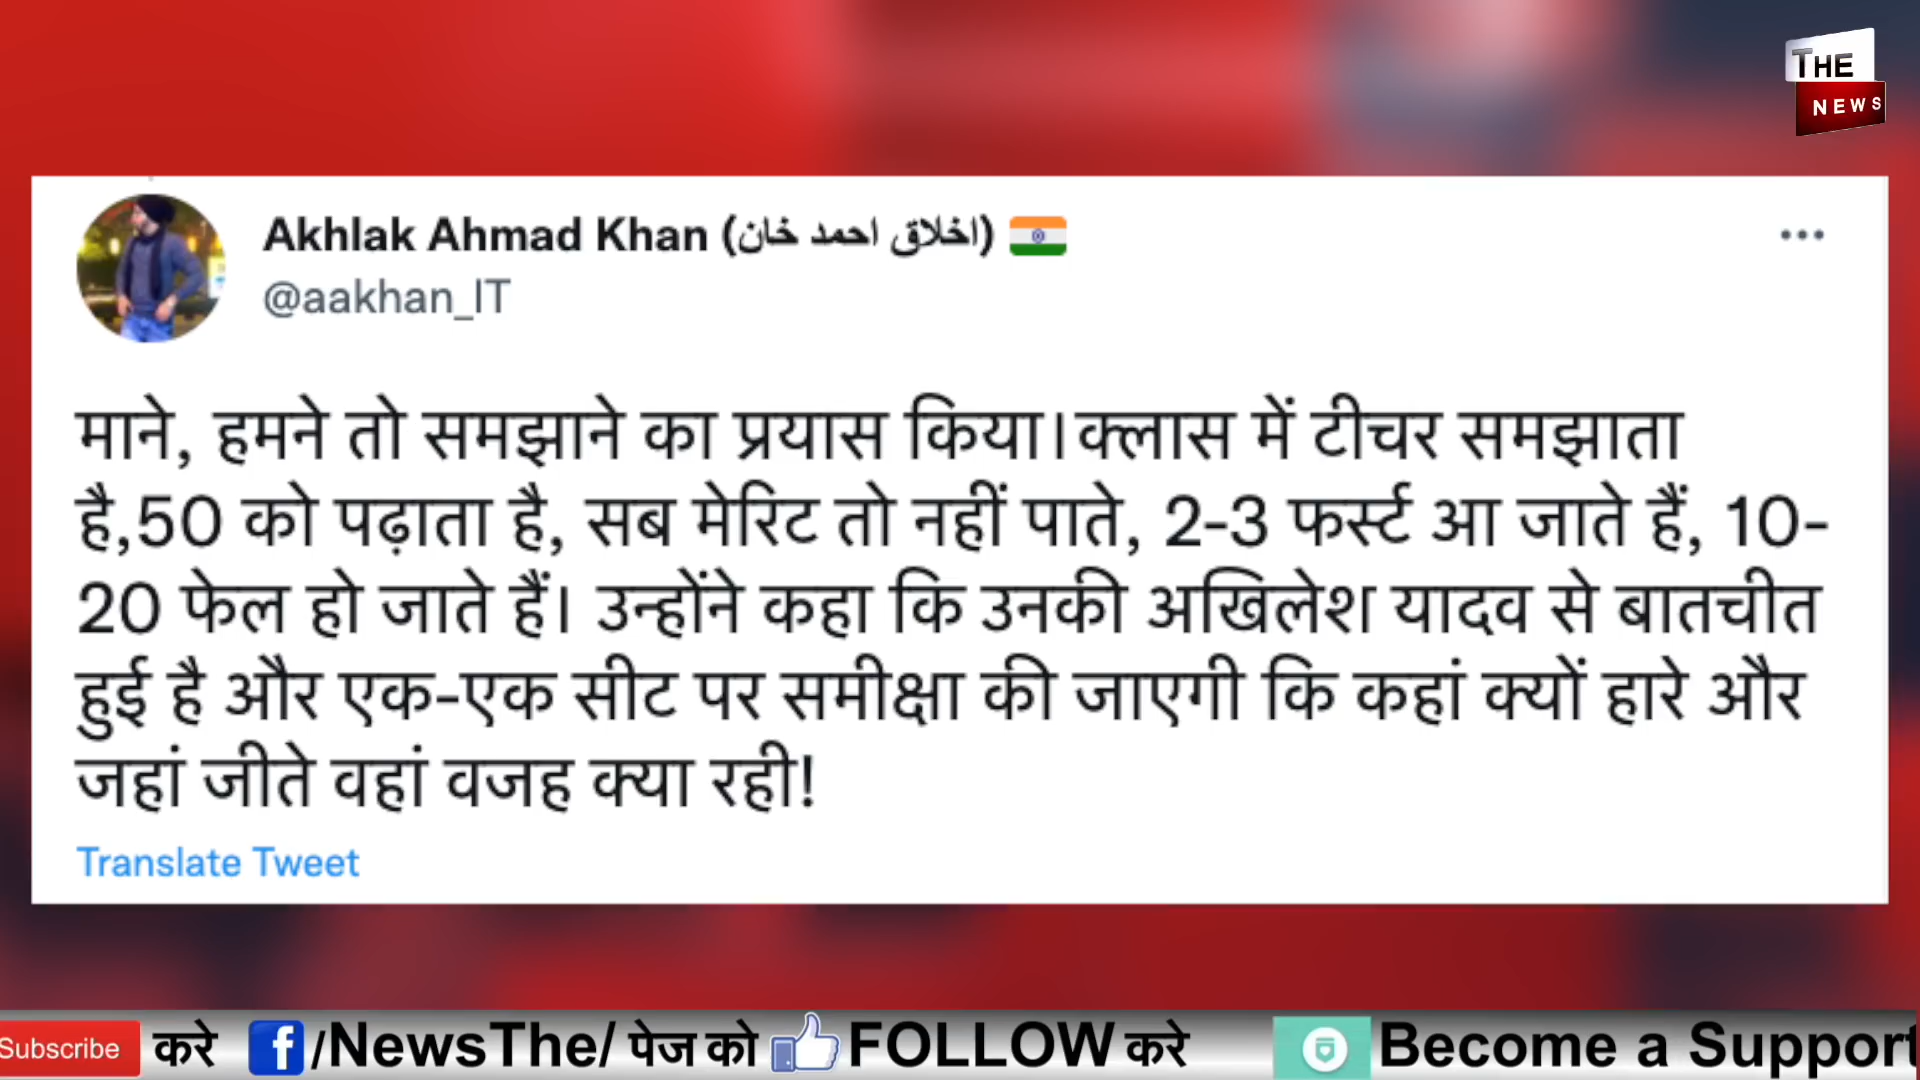 THE
NEWS
Akhlak Ahmad Khan (اخلاق احمد خان)
@aakhan_IT
माने, हमने तो समझाने का प्रयास किया।क्लास में टीचर समझाता
है,50 को पढ़ाता है, सब मेरिट तो नहीं पाते, 2-3 फर्स्ट आ जाते हैं, 10-
20 फेल हो जाते हैं। उन्होंने कहा कि उनकी अखिलेश यादव से बातचीत
हुई है और एक-एक सीट पर समीक्षा की जाएगी कि कहां क्यों हारे और
जहां जीते वहां वजह क्या रही!
Translate Tweet
Subscribe करे f/NewsThe/ पेज को FOLLOW करे Become a Support